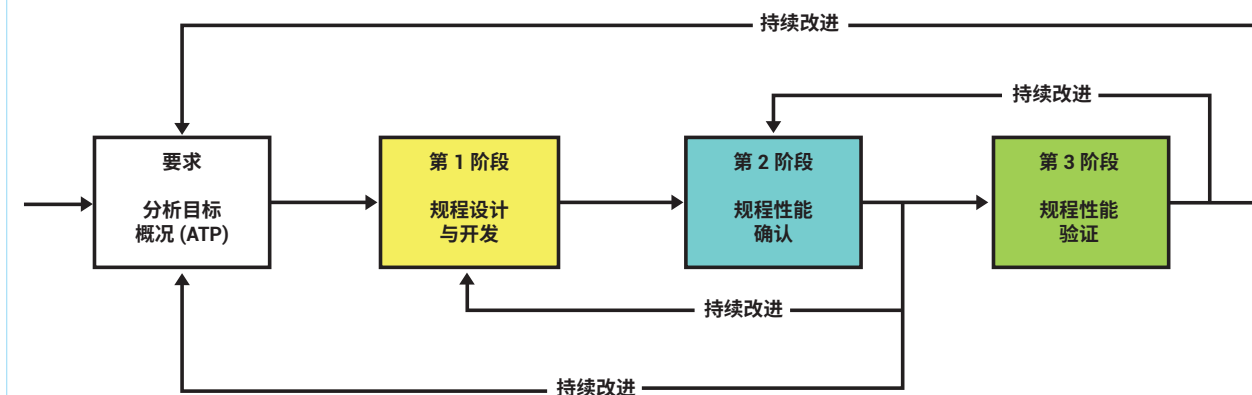 持续改进
持续改进
要求
分析目标
概况 (ATP)
第 1 阶段
规程设计
与开发
第 2 阶段
规程性能
确认
第 3 阶段
规程性能
验证
持续改进
持续改进